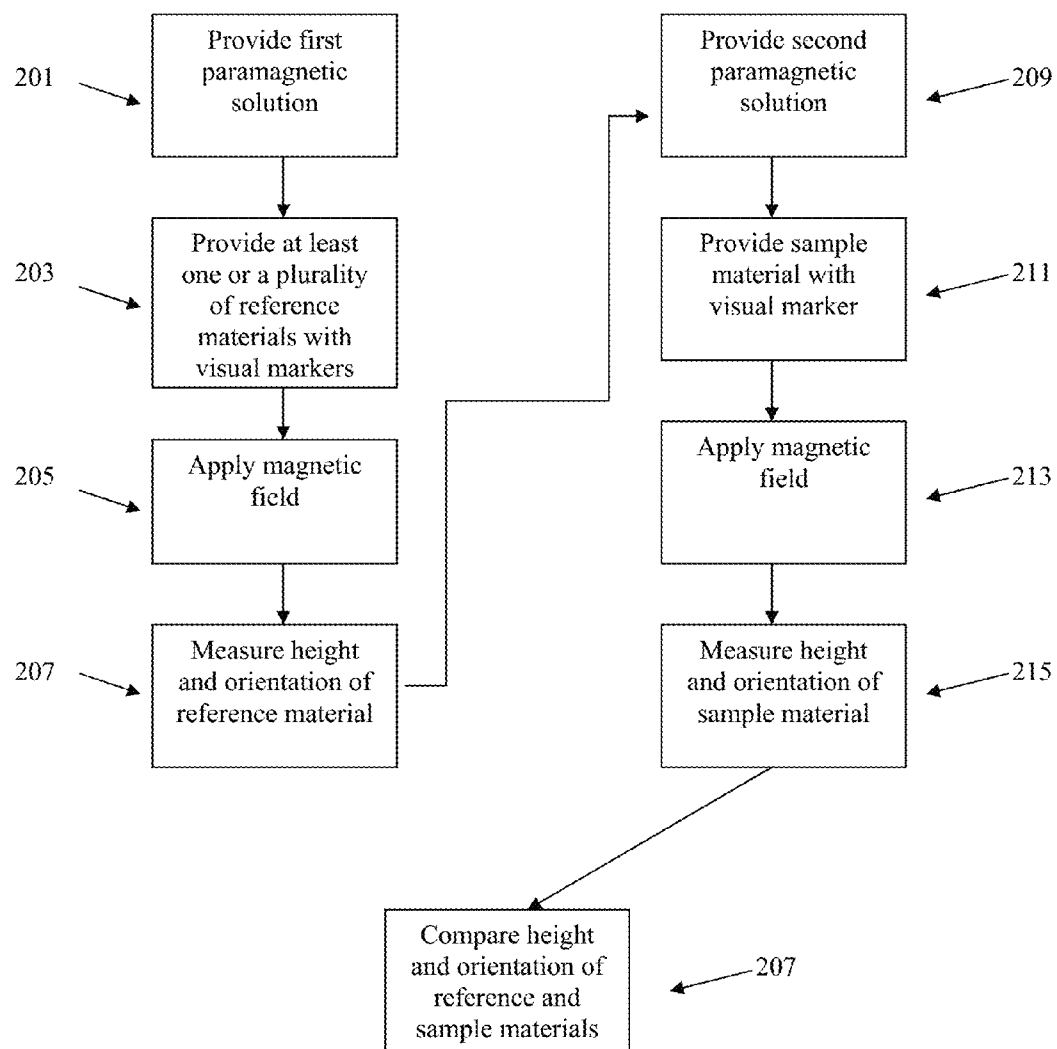 201
Provide first
paramagnetic
solution
203
Provide at least
one or a plurality
of reference
materials with
visual markers
205
Apply magnetic
field
207
Measure height
and orientation of
reference material
Provide second
paramagnetic
solution
209
Provide sample
material with
visual marker
211
Apply magnetic
field
213
Measure height
and orientation of
sample material
215
Compare height
and orientation of
reference and
sample materials
207